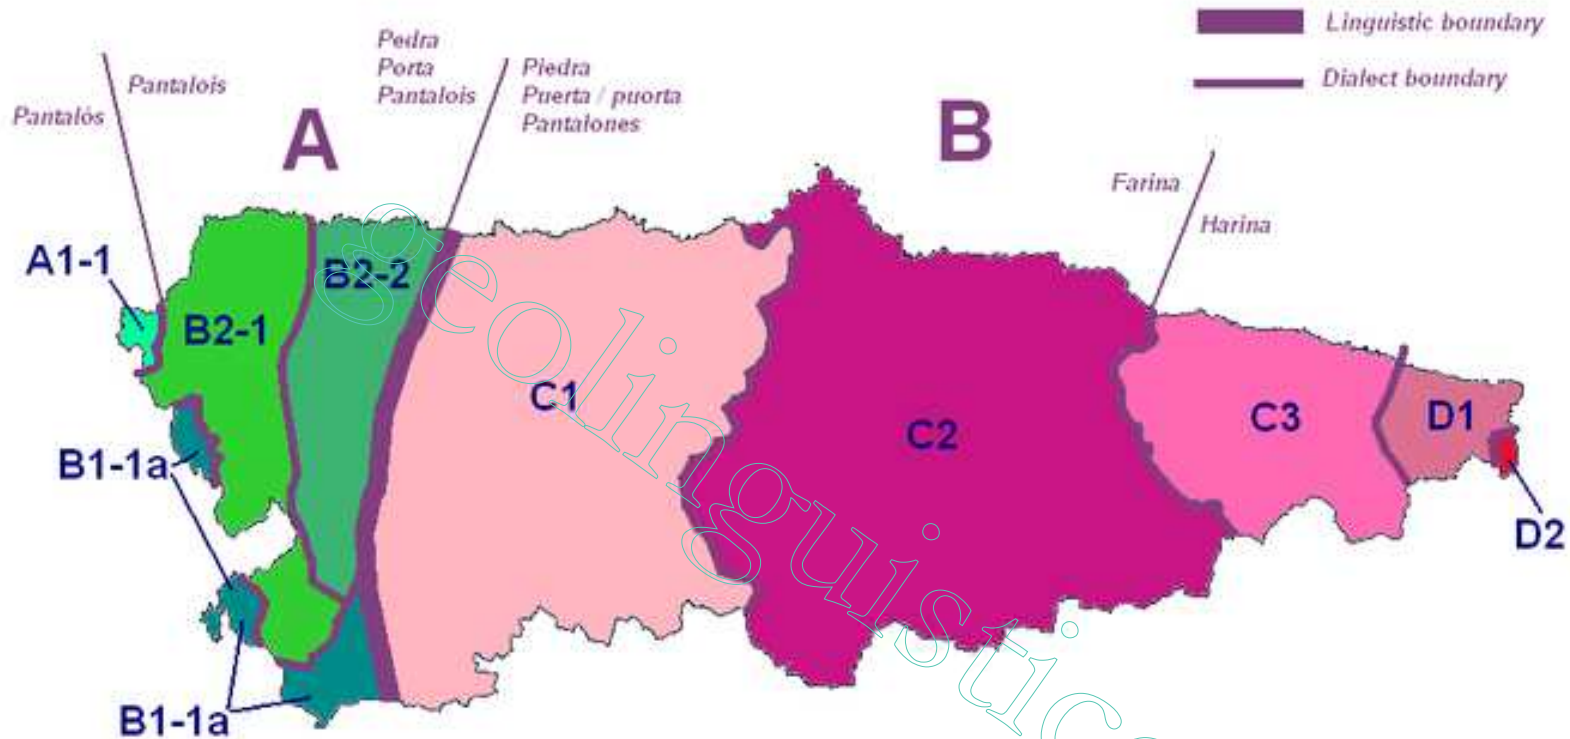 Linguistic boundary
Dialect boundary
Pantalós
Pantalois
A
Pedra
Porta
Pantalois
Piedra
Puerta / puorta
Pantalones
B
Farina
Harina
A1-1
B2-1
B2-2
C1
C2
C3
D1
D2
B1-1a
B1-1a
geolinguistic